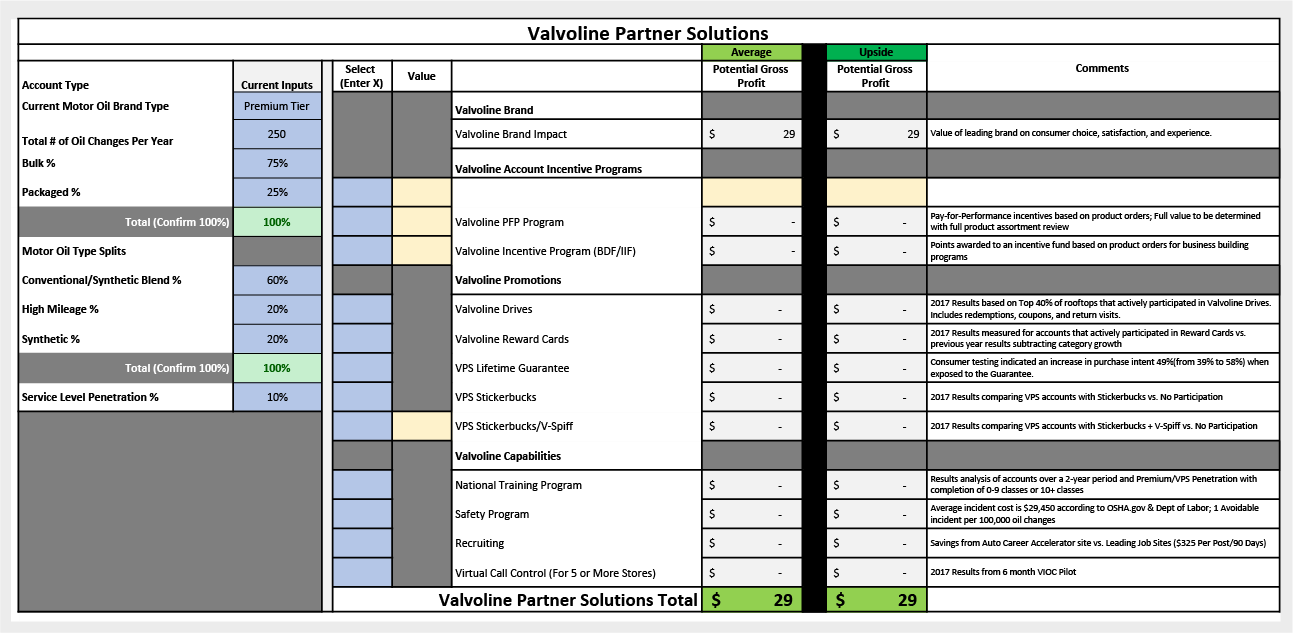 Valvoline Partner Solutions
Average
Upside
Account Type
Current Inputs
Select
(Enter X)
Value
Potential Gross
Profit
Potential Gross
Profit
Comments
Current Motor Oil Brand Type
Premium Tier
Valvoline Brand
Total # of Oil Changes Per Year
250
Valvoline Brand Impact
$ 29
$ 29
Value of leading brand on consumer choice, satisfaction, and experience.
Bulk %
75%
Valvoline Account Incentive Programs
Packaged %
25%
Total (Confirm 100%)
100%
Valvoline PFP Program
$ -
$ -
Pay-for-Performance incentives based on product orders; Full value to be determined
with full product assortment review
Motor Oil Type Splits
Valvoline Incentive Program (BDF/IIF)
$ -
$ -
Points awarded to an incentive fund based on product orders for business building
programs
Conventional/Synthetic Blend %
60%
Valvoline Promotions
High Mileage %
20%
Valvoline Drives
$ -
$ -
2017 Results based on Top 40% of rooftops that actively participated in Valvoline Drives.
Includes redemptions, coupons, and return visits.
Synthetic %
20%
Valvoline Reward Cards
$ -
$ -
2017 Results measured for accounts that actively participated in Reward Cards vs.
previous year results subtracting category growth
Total (Confirm 100%)
100%
VPS Lifetime Guarantee
$ -
$ -
Consumer testing indicated an increase in purchase intent 49%(from 39% to 58%) when
exposed to the Guarantee.
Service Level Penetration %
10%
VPS Stickerbucks
$ -
$ -
2017 Results comparing VPS accounts with Stickerbucks vs. No Participation
VPS Stickerbucks/V-Spiff
$ -
$ -
2017 Results comparing VPS accounts with Stickerbucks + V-Spiff vs. No Participation
Valvoline Capabilities
National Training Program
$ -
$ -
Results analysis of accounts over a 2-year period and Premium/VPS Penetration with
completion of 0-9 classes or 10+ classes
Safety Program
$ -
$ -
Average incident cost is $29,450 according to OSHA.gov & Dept of Labor; 1 Avoidable
incident per 100,000 oil changes
Recruiting
$ -
$ -
Savings from Auto Career Accelerator site vs. Leading Job Sites ($325 Per Post/90 Days)
Virtual Call Control (For 5 or More Stores)
$ -
$ -
2017 Results from 6 month VIOC Pilot
Valvoline Partner Solutions Total
$ 29
$ 29